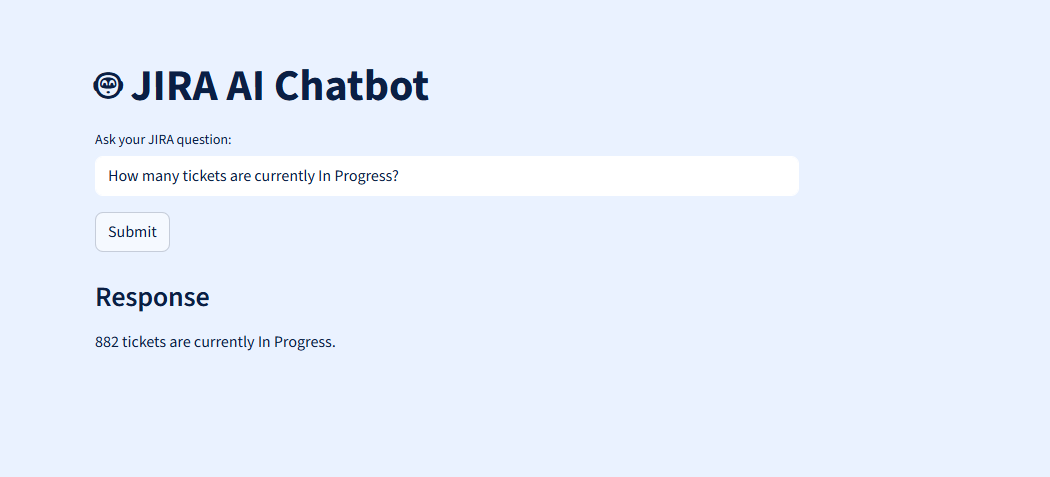 JIRA AI Chatbot
Ask your JIRA question:
How many tickets are currently In Progress?
Submit
Response
882 tickets are currently In Progress.